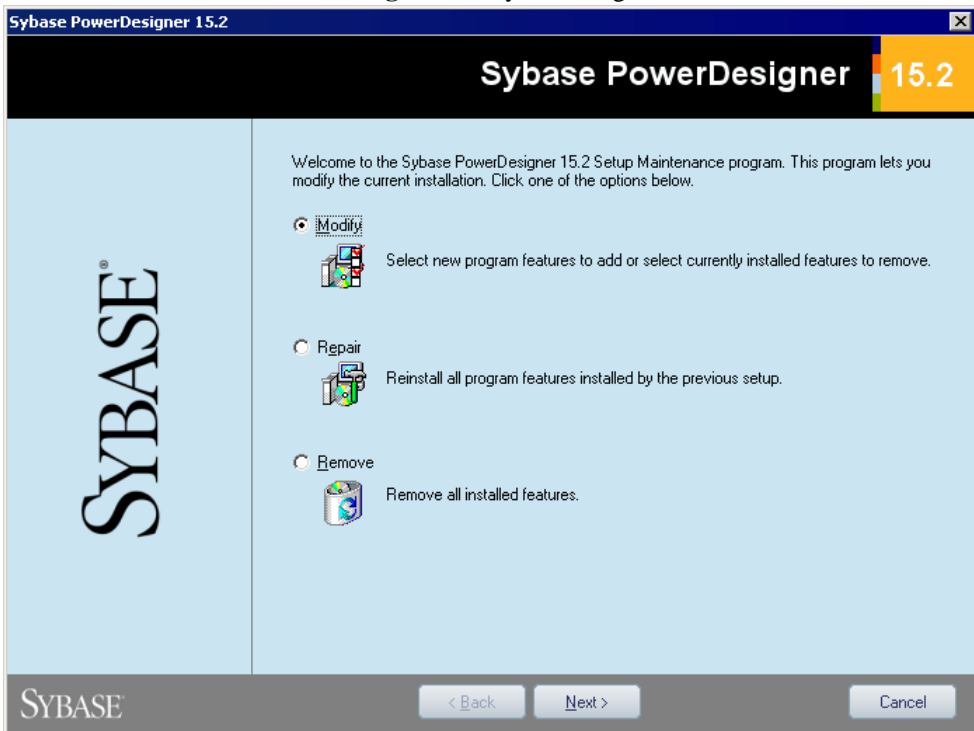 Sybase PowerDesigner 15.2
Sybase PowerDesigner 15.2
Welcome to the Sybase PowerDesigner 15.2 Setup Maintenance program. This program lets you
modify the current installation. Click one of the options below.
Modify
Select new program features to add or select currently installed features to remove.
Repair
Reinstall all program features installed by the previous setup.
Remove
Remove all installed features.
SYBASE®
SYBASE
< Back Next > Cancel